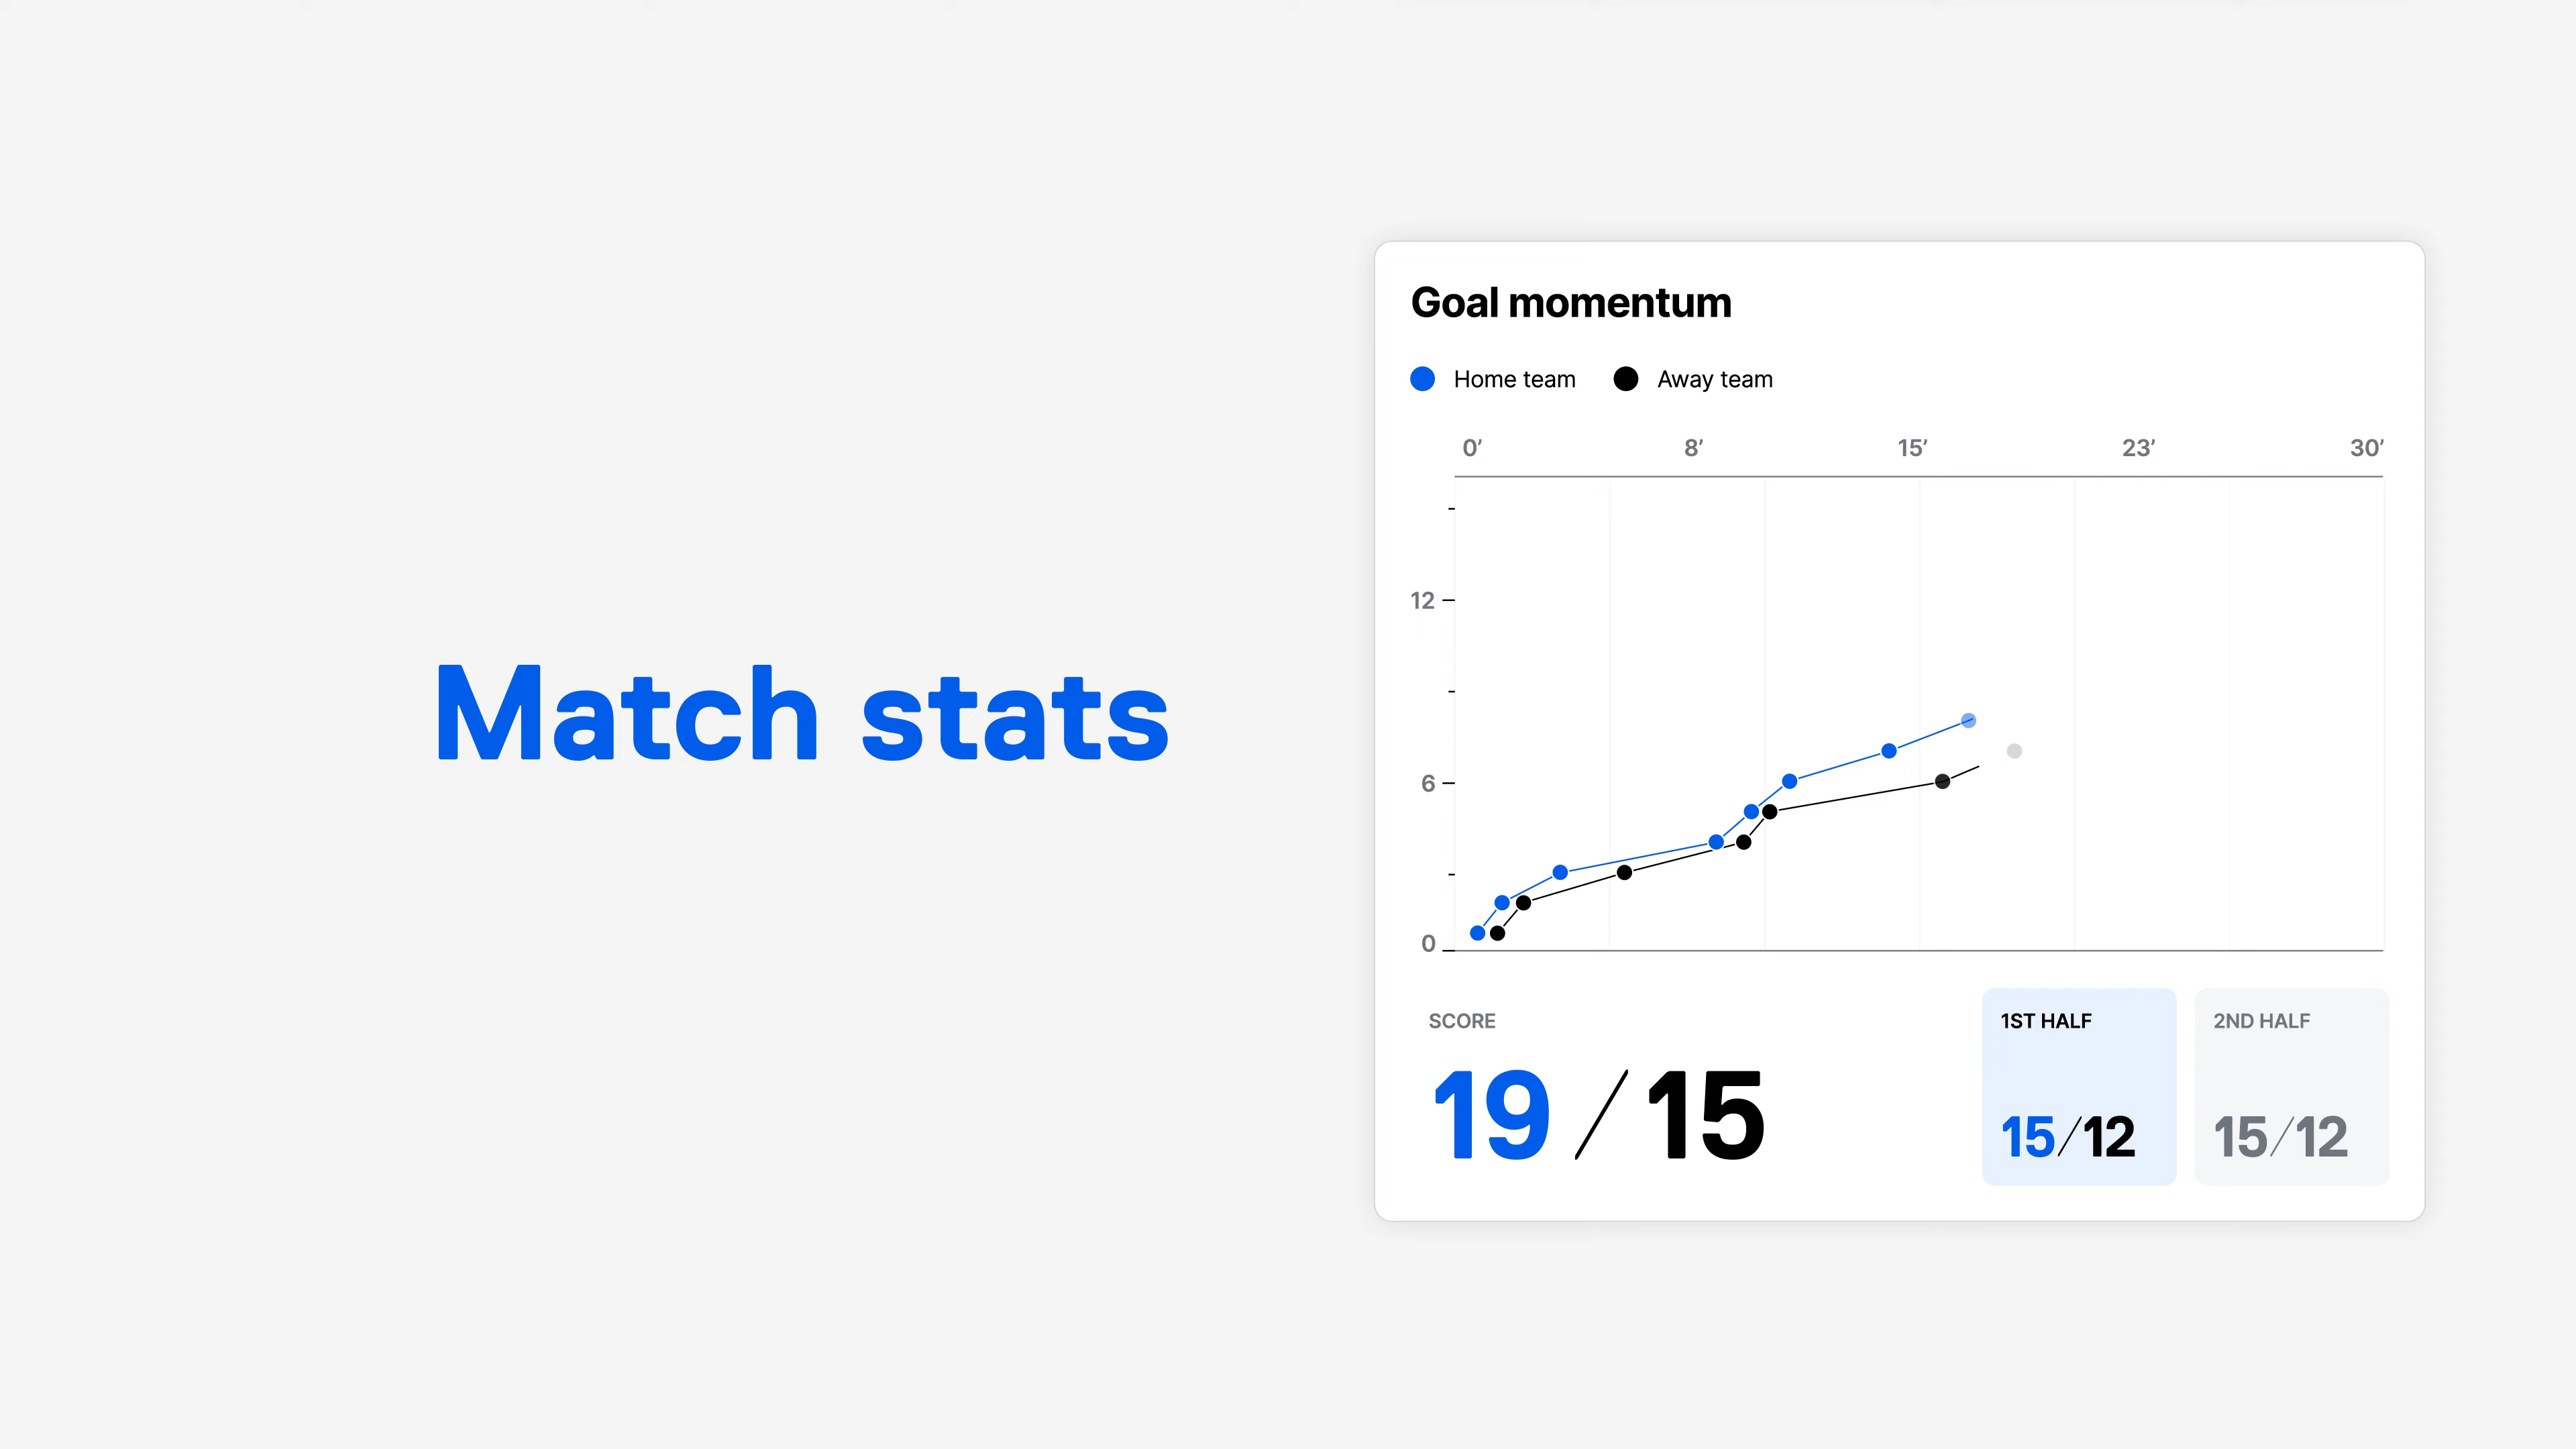 Match stats
Goal momentum
Home team Away team
0’ 8’ 15’ 23’ 30’
12
6
0
SCORE
19/15
1ST HALF
15/12
2ND HALF
15/12